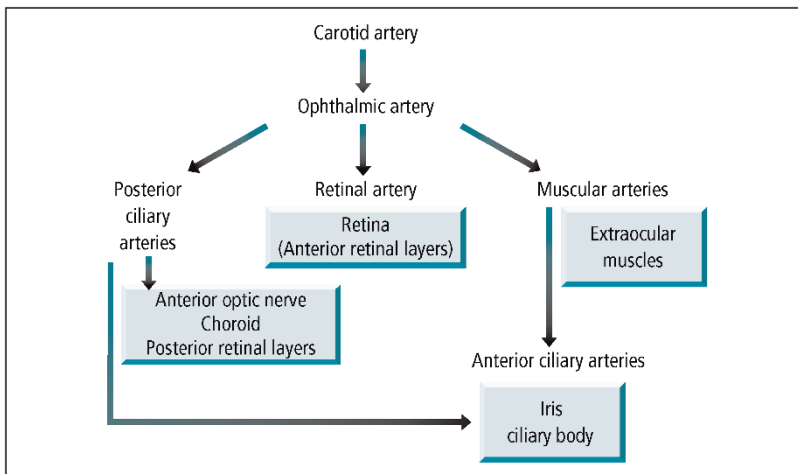 Carotid artery
Ophthalmic artery
Posterior
ciliary
arteries
Retinal artery
Muscular arteries
Retina
(Anterior retinal layers)
Extraocular
muscles
Anterior optic nerve
Choroid
Posterior retinal layers
Anterior ciliary arteries
Iris
ciliary body